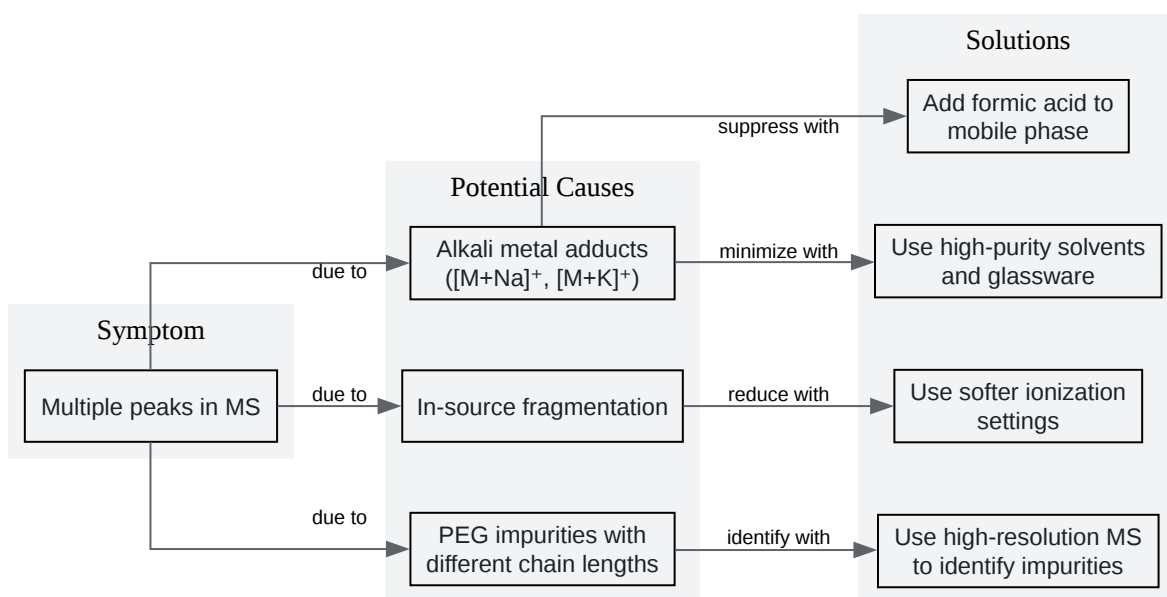 Solutions
Add formic acid to
mobile phase
suppress with
Potential Causes
Alkali metal adducts
([M+Na]⁺, [M+K]⁺)
minimize with
Use high-purity solvents
and glassware
due to
Symptom
Multiple peaks in MS
due to
In-source fragmentation
reduce with
Use softer ionization
settings
due to
PEG impurities with
different chain lengths
identify with
Use high-resolution MS
to identify impurities